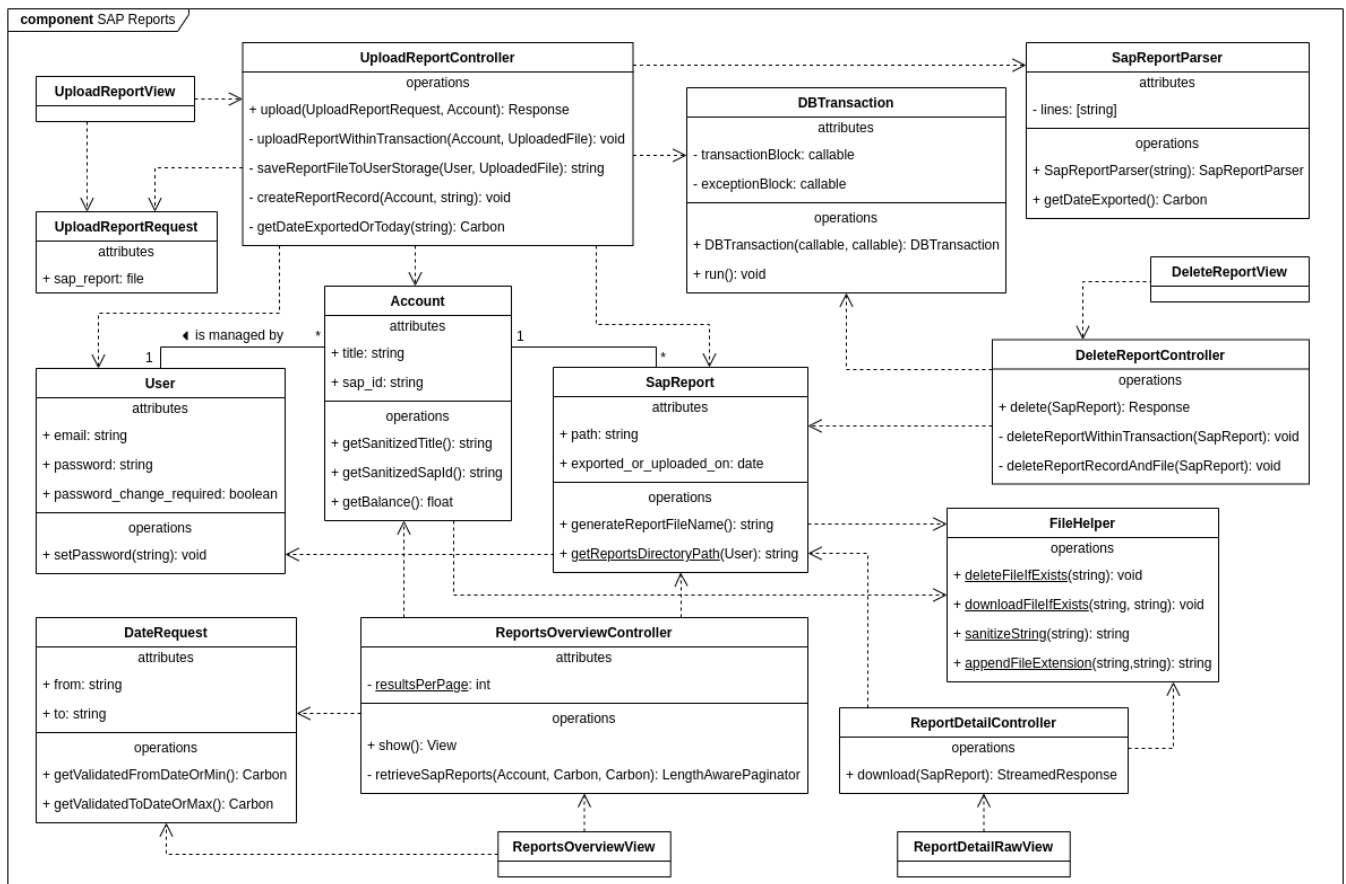 component SAP Reports
UploadReportView
UploadReportController
operations
+ upload(UploadReportRequest, Account): Response
- uploadReportWithinTransaction(Account, UploadedFile): void
- saveReportFileToUserStorage(User, UploadedFile): string
- createReportRecord(Account, string): void
- getDateExportedOrToday(string): Carbon
DBTransaction
attributes
- transactionBlock: callable
- exceptionBlock: callable
operations
+ DBTransaction(callable, callable): DBTransaction
+ run(): void
SapReportParser
attributes
- lines: [string]
operations
+ SapReportParser(string): SapReportParser
+ getDateExported(): Carbon
UploadReportRequest
attributes
+ sap_report: file
DeleteReportView
Account
attributes
+ title: string
+ sap_id: string
operations
+ getSanitizedTitle(): string
+ getSanitizedSapId(): string
+ getBalance(): float
is managed by
*
1
1
*
User
attributes
+ email: string
+ password: string
+ password_change_required: boolean
operations
+ setPassword(string): void
SapReport
attributes
+ path: string
+ exported_or_uploaded_on: date
operations
+ generateReportFileName(): string
+ getReportsDirectoryPath(User): string
DeleteReportController
operations
+ delete(SapReport): Response
- deleteReportWithinTransaction(SapReport): void
- deleteReportRecordAndFile(SapReport): void
FileHelper
operations
+ deleteFileIfExists(string): void
+ downloadFileIfExists(string, string): void
+ sanitizeString(string): string
+ appendFileExtension(string,string): string
DateRequest
attributes
+ from: string
+ to: string
operations
+ getValidatedFromDateOrMin(): Carbon
+ getValidatedToDateOrMax(): Carbon
ReportsOverviewController
attributes
- resultsPerPage: int
operations
+ show(): View
- retrieveSapReports(Account, Carbon, Carbon): LengthAwarePaginator
ReportDetailController
operations
+ download(SapReport): StreamedResponse
ReportsOverviewView
ReportDetailRawView